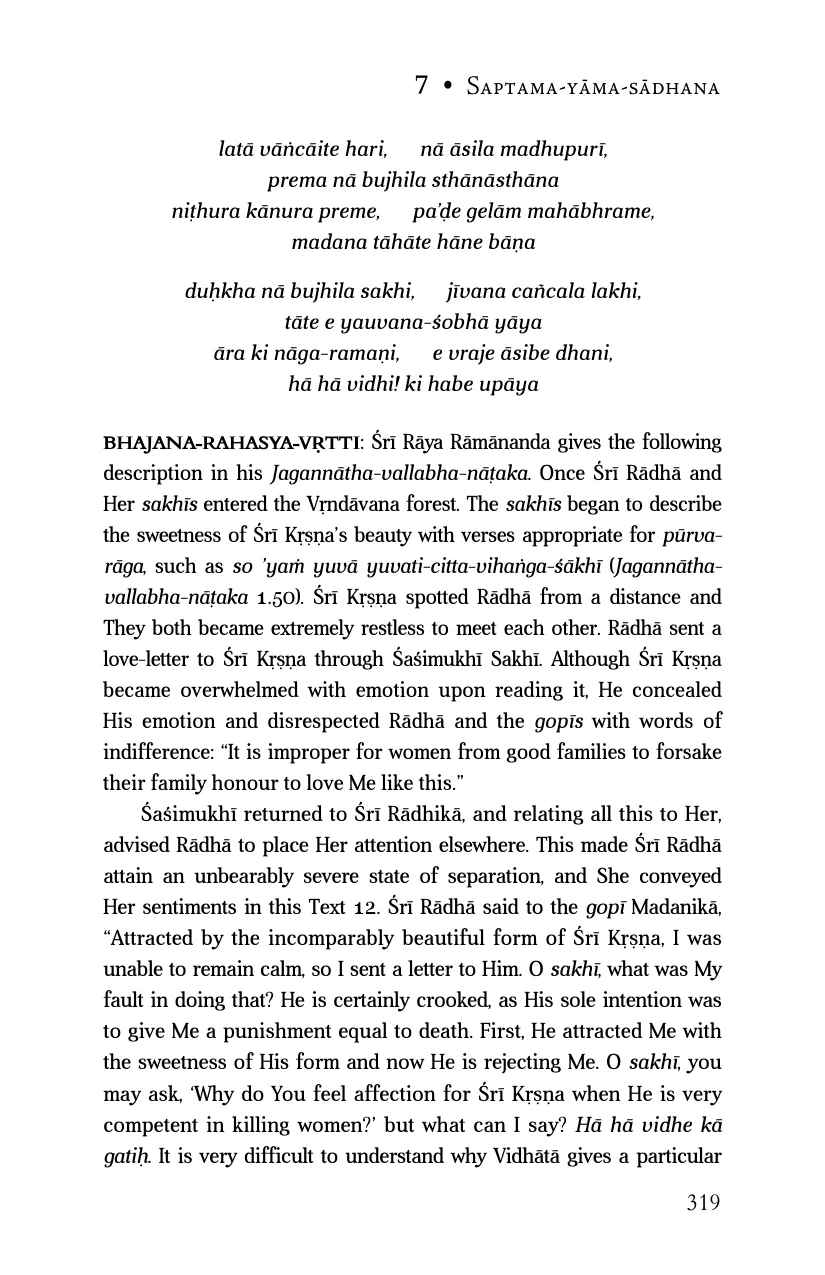 7 • Saptama-yāma-sādhana
latā vāṅcāite hari, nā āsila madhupurī,
prema nā bujhila sthānāsthāna
niṭhura kānura preme, pa’ḍe gelām mahābhrame,
madana tāhāte hāne bāṇa
duḥkha nā bujhila sakhi, jīvana cañcala lakhi,
tāte e yauvana-śobhā yāya
āra ki nāga-ramaṇi, e vraje āsibe dhani,
hā hā vidhi! ki habe upāya
BHAJANA-RAHASYA-VṚTTI: Śrī Rāya Rāmānanda gives the following
description in his Jagannātha-vallabha-nāṭaka. Once Śrī Rādhā and
Her sakhīs entered the Vṛndāvana forest. The sakhīs began to describe
the sweetness of Śrī Kṛṣṇa’s beauty with verses appropriate for pūrva-
rāga, such as so ’yaṁ yuvā yuvati-citta-vihaṅga-śākhī (Jagannātha-
vallabha-nāṭaka 1.50). Śrī Kṛṣṇa spotted Rādhā from a distance and
They both became extremely restless to meet each other. Rādhā sent a
love-letter to Śrī Kṛṣṇa through Śaśimukhī Sakhī. Although Śrī Kṛṣṇa
became overwhelmed with emotion upon reading it, He concealed
His emotion and disrespected Rādhā and the gopīs with words of
indifference: “It is improper for women from good families to forsake
their family honour to love Me like this.”
Śaśimukhī returned to Śrī Rādhikā, and relating all this to Her,
advised Rādhā to place Her attention elsewhere. This made Śrī Rādhā
attain an unbearably severe state of separation, and She conveyed
Her sentiments in this Text 12. Śrī Rādhā said to the gopī Madanikā,
“Attracted by the incomparably beautiful form of Śrī Kṛṣṇa, I was
unable to remain calm, so I sent a letter to Him. O sakhī, what was My
fault in doing that? He is certainly crooked, as His sole intention was
to give Me a punishment equal to death. First, He attracted Me with
the sweetness of His form and now He is rejecting Me. O sakhī, you
may ask, ‘Why do You feel affection for Śrī Kṛṣṇa when He is very
competent in killing women?’ but what can I say? Hā hā vidhe kā
gatiḥ. It is very difficult to understand why Vidhātā gives a particular
319